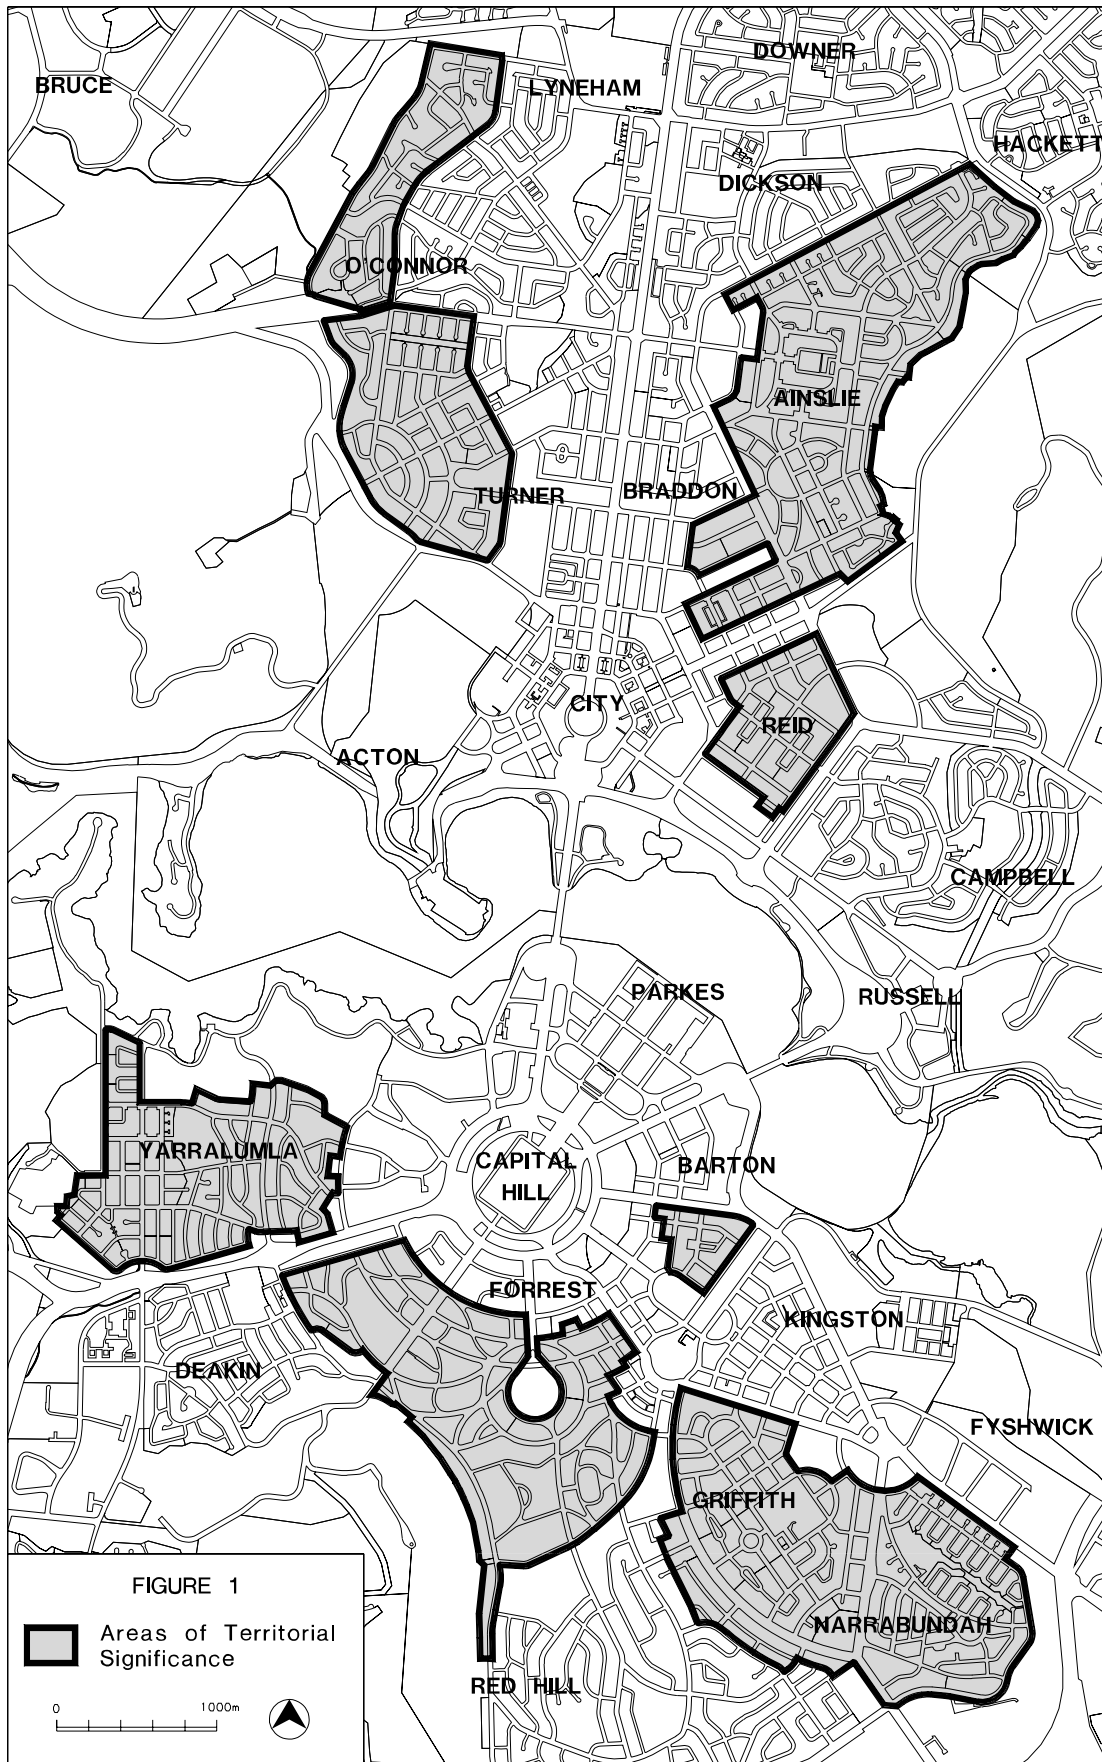 DOWNER
BRUCE
LYNEHAM
HACKETT
DICKSON
O'CONNOR
AINSLIE
TURNER
BRADDON
CITY
REID
ACTON
CAMPBELL
PARKES
RUSSELL
YARRALUMLA
CAPITAL
HILL
BARTON
FORREST
KINGSTON
DEAKIN
FYSHWICK
GRIFFITH
NARRABUNDAH
RED HILL
FIGURE 1
Areas of Territorial
Significance
0 1000m